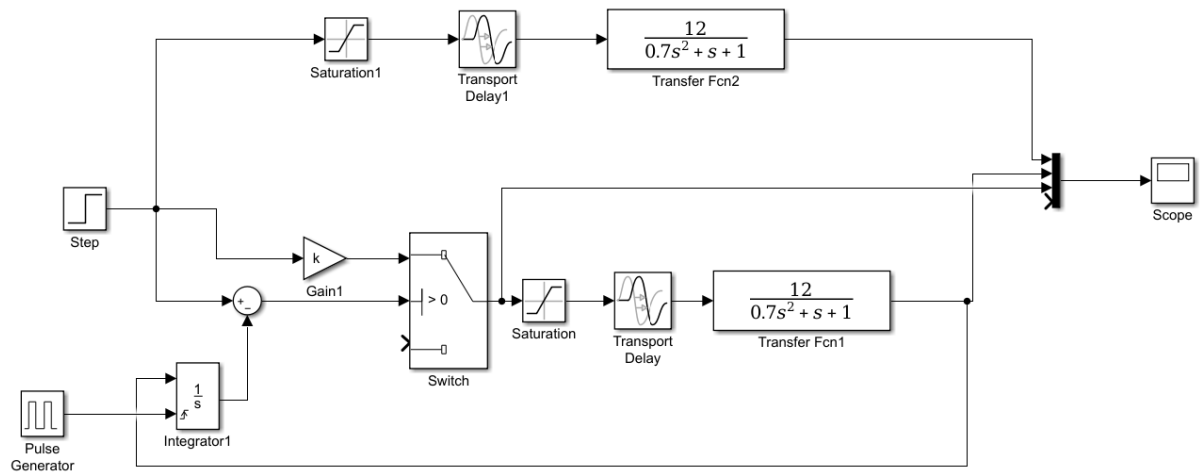 12
0.7s² + s + 1
Saturation1
Transport
Delay1
Transfer Fcn2
Step
k
Gain1
+
−
> 0
Switch
Saturation
Transport
Delay
12
0.7s² + s + 1
Transfer Fcn1
Scope
1
s
Integrator1
Pulse
Generator